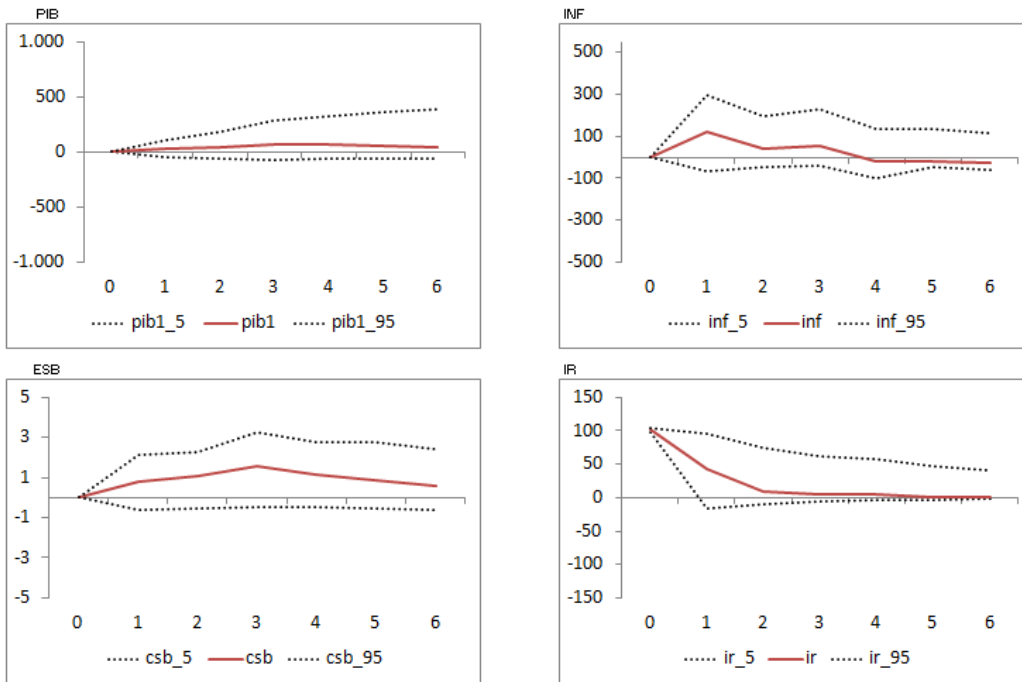 PIB
1.000
500
0
-500
-1.000
0 1 2 3 4 5 6
pib1_5 pib1 pib1_95
INF
500
300
100
-100
-300
-500
0 1 2 3 4 5 6
inf_5 inf inf_95
ESB
5
3
1
-1
-3
-5
0 1 2 3 4 5 6
csb_5 csb csb_95
IR
150
100
50
0
-50
-100
-150
0 1 2 3 4 5 6
ir_5 ir ir_95